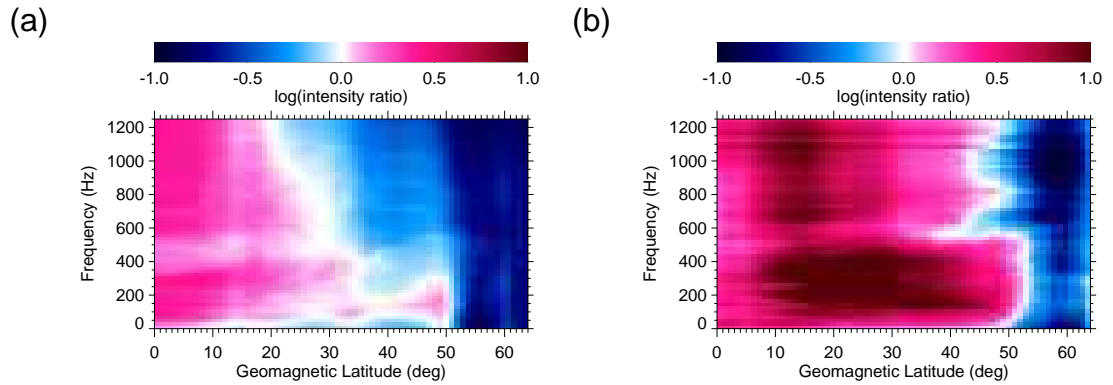 (a)
-1.0 -0.5 0.0 0.5 1.0
log(intensity ratio)
1200
1000
800
600
400
200
0
Frequency (Hz)
0 10 20 30 40 50 60
Geomagnetic Latitude (deg)
(b)
-1.0 -0.5 0.0 0.5 1.0
log(intensity ratio)
1200
1000
800
600
400
200
0
Frequency (Hz)
0 10 20 30 40 50 60
Geomagnetic Latitude (deg)